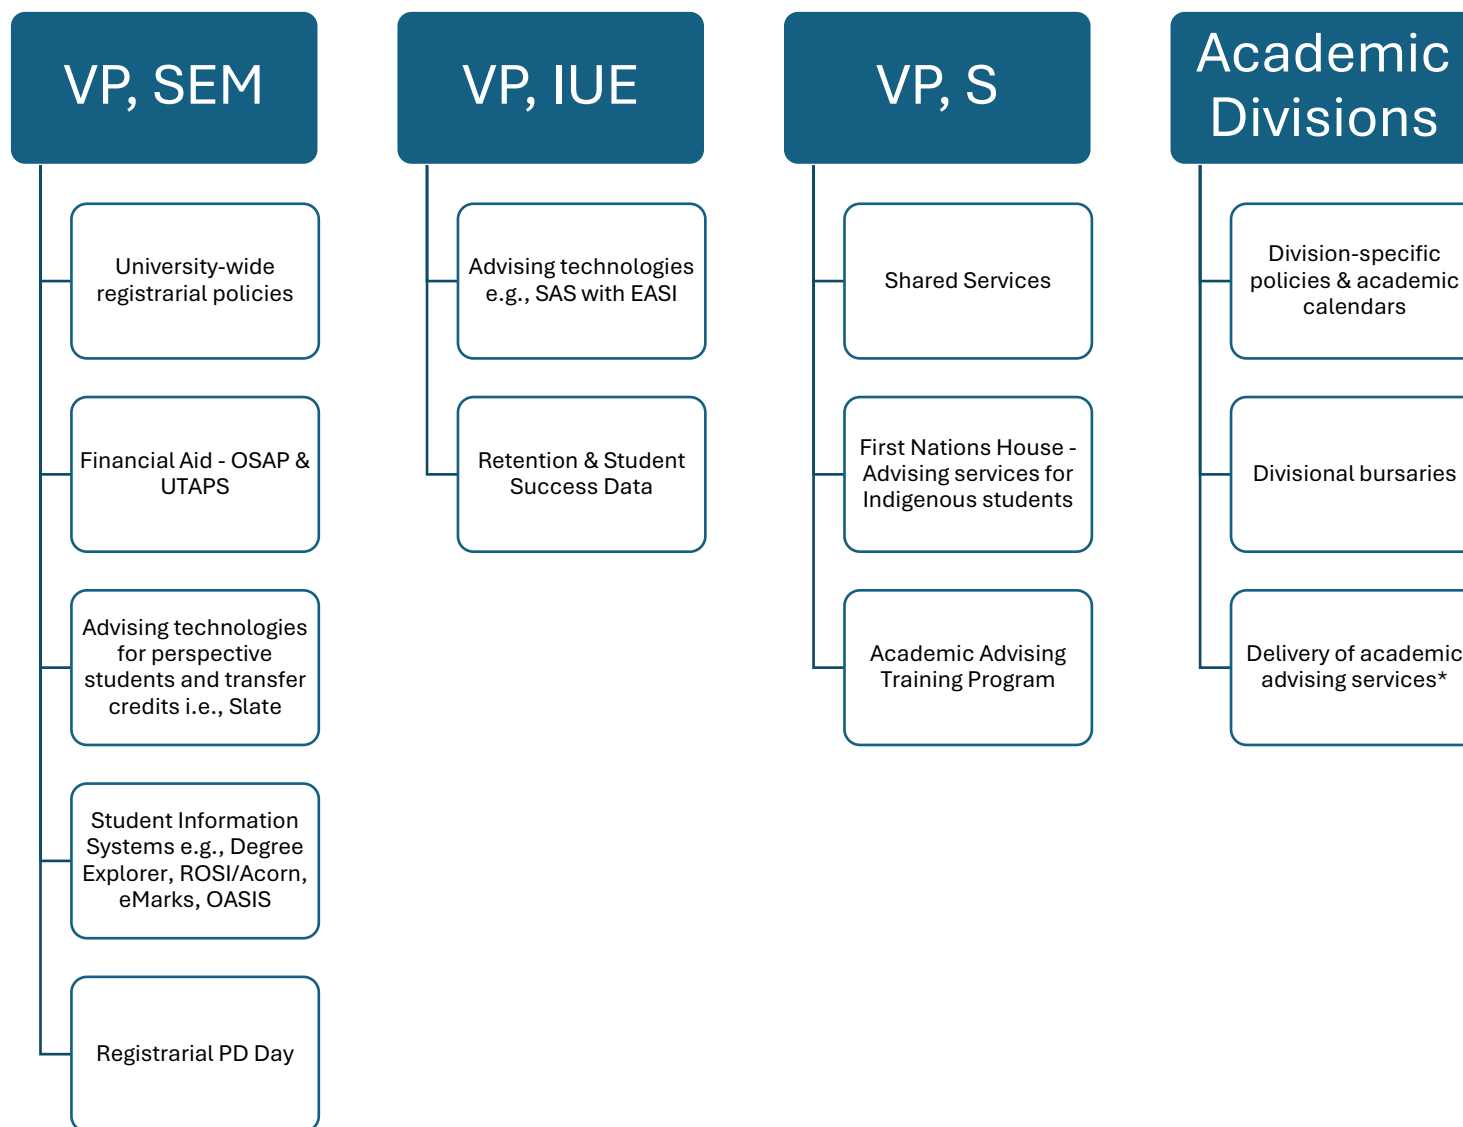 VP, SEM
University-wide
registrarial policies
Financial Aid - OSAP &
UTAPS
Advising technologies
for perspective
students and transfer
credits i.e., Slate
Student Information
Systems e.g., Degree
Explorer, ROSI/Acorn,
eMarks, OASIS
Registrarial PD Day
VP, IUE
Advising technologies
e.g., SAS with EASI
Retention & Student
Success Data
VP, S
Shared Services
First Nations House -
Advising services for
Indigenous students
Academic Advising
Training Program
Academic
Divisions
Division-specific
policies & academic
calendars
Divisional bursaries
Delivery of academic
advising services*